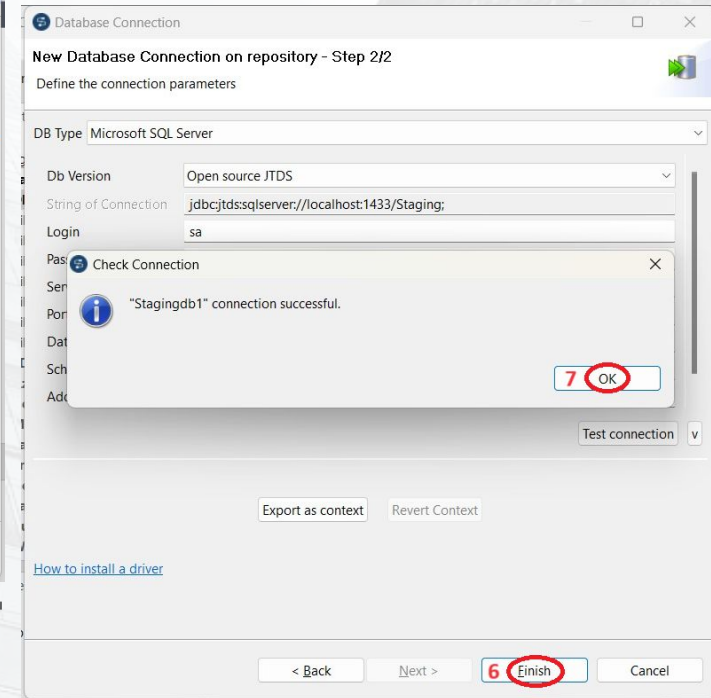 Database Connection
New Database Connection on repository - Step 2/2
Define the connection parameters
DB Type Microsoft SQL Server
Db Version Open source JTDS
String of Connection jdbc:jtds:sqlserver://localhost:1433/Staging;
Login sa
Check Connection
"Stagingdb1" connection successful.
7 OK
Test connection v
Export as context Revert Context
How to install a driver
< Back Next > 6 Finish Cancel